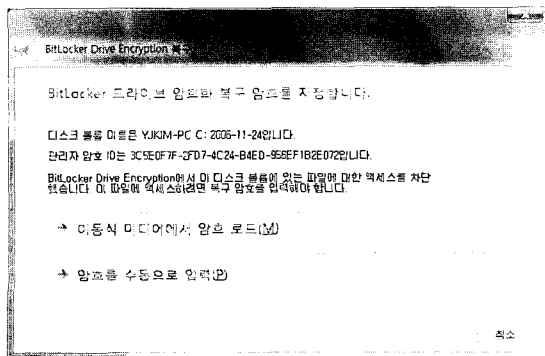 BitLocker Drive Encryption 복구
BitLocker 드라이브 암호화 복구 암호를 지정합니다.
디스크 볼륨 이름은 YJKIM-PC C: 2006-11-24입니다.
관리자 암호 ID는 3C5E0F7F-2FD7-4C24-B4ED-958EF1B2E072입니다.
BitLocker Drive Encryption에서 이 디스크 볼륨에 있는 파일에 대한 액세스를 차단
했습니다. 이 파일에 액세스하려면 복구 암호를 입력해야 합니다.
→ 이동식 미디어에서 암호 로드(M)
→ 암호를 수동으로 입력(P)
취소